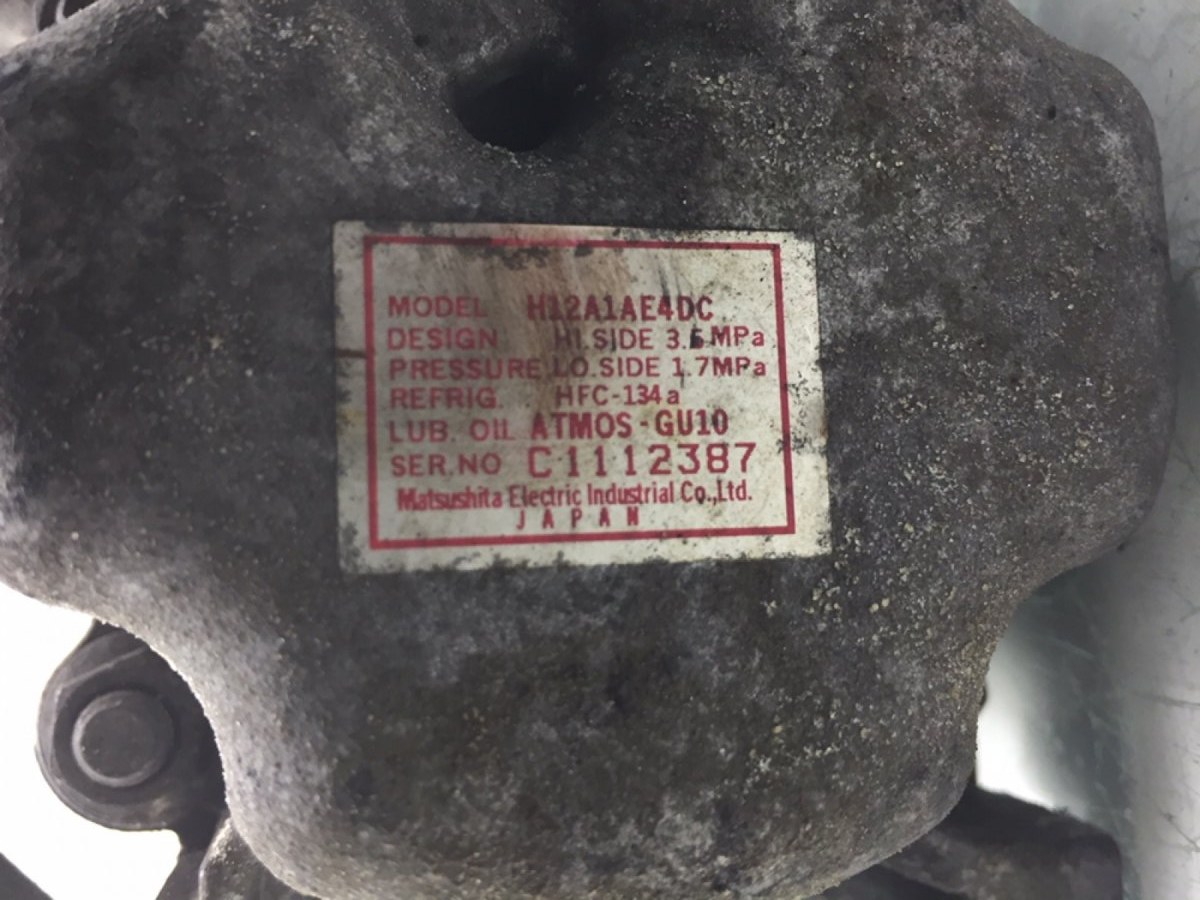 MODEL H12A1AE4DC
DESIGN HI.SIDE 3.5MPa
PRESSURE LO.SIDE 1.7MPa
REFRIG. HFC-134a
LUB. OIL ATMOS-GU10
SER.NO C1112387
Matsushita Electric Industrial Co.,Ltd.
JAPAN